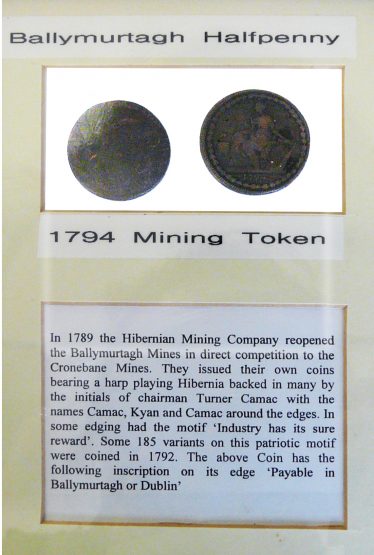 Ballymurtagh Halfpenny
1794 Mining Token
In 1789 the Hibernian Mining Company reopened
the Ballymurtagh Mines in direct competition to the
Cronebane Mines. They issued their own coins
bearing a harp playing Hibernia backed in many by
the initials of chairman Turner Camac with the
names Camac, Kyan and Camac around the edges. In
some edging had the motif ‘Industry has its sure
reward’. Some 185 variants on this patriotic motif
were coined in 1792. The above Coin has the
following inscription on its edge ‘Payable in
Ballymurtagh or Dublin’